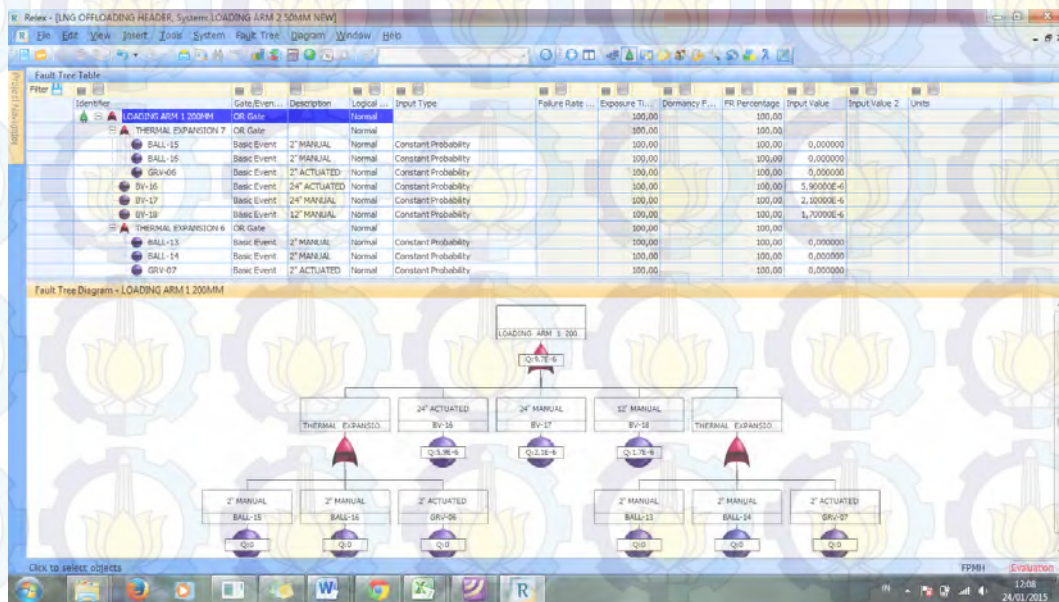 Relex - [LNG OFFLOADING HEADER, System: LOADING ARM 2 50MM NEW]
File Edit View Insert Tools System Fault Tree Diagram Window Help
Fault Tree Table
Filter
Project Navigator
Identifier Gate/Even... Description Logical ... Input Type Failure Rate ... Exposure Ti... Dormancy F... FR Percentage Input Value Input Value 2 Units
LOADING ARM 1 200MM OR Gate Normal 100,00 100,00
THERMAL EXPANSION 7 OR Gate Normal 100,00 100,00
BALL-15 Basic Event 2" MANUAL Normal Constant Probability 100,00 100,00 0,000000
BALL-16 Basic Event 2" MANUAL Normal Constant Probability 100,00 100,00 0,000000
GRV-06 Basic Event 2" ACTUATED Normal Constant Probability 100,00 100,00 0,000000
BV-16 Basic Event 24" ACTUATED Normal Constant Probability 100,00 100,00 5,90000E-6
BV-17 Basic Event 24" MANUAL Normal Constant Probability 100,00 100,00 2,10000E-6
BV-18 Basic Event 12" MANUAL Normal Constant Probability 100,00 100,00 1,70000E-6
THERMAL EXPANSION 6 OR Gate Normal 100,00 100,00
BALL-13 Basic Event 2" MANUAL Normal Constant Probability 100,00 100,00 0,000000
BALL-14 Basic Event 2" MANUAL Normal Constant Probability 100,00 100,00 0,000000
GRV-07 Basic Event 2" ACTUATED Normal Constant Probability 100,00 100,00 0,000000
Fault Tree Diagram - LOADING ARM 1 200MM
LOADING ARM 1 200
Q:9.7E-6
24" ACTUATED 24" MANUAL 12" MANUAL
THERMAL EXPANSIO BV-16 BV-17 BV-18 THERMAL EXPANSIO
Q:5.9E-6 Q:2.1E-6 Q:1.7E-6
2" MANUAL 2" MANUAL 2" ACTUATED 2" MANUAL 2" MANUAL 2" ACTUATED
BALL-15 BALL-16 GRV-06 BALL-13 BALL-14 GRV-07
Q:0 Q:0 Q:0 Q:0 Q:0 Q:0
Click to select objects FPMH Evaluation
IN 12:08
24/01/2015